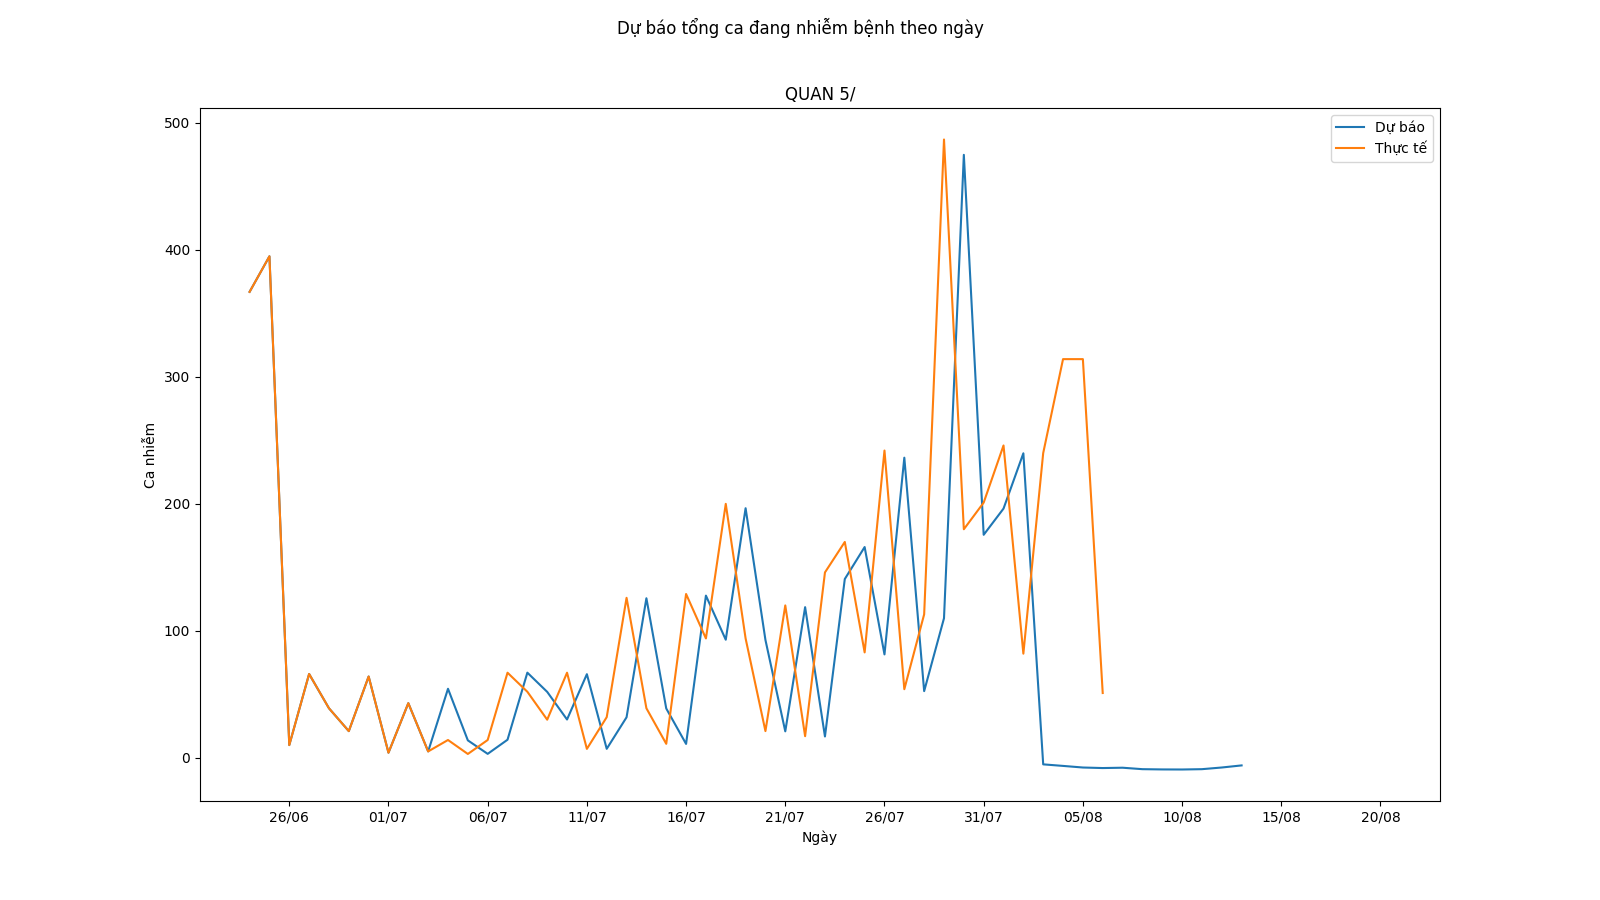 Dự báo tổng ca đang nhiễm bệnh theo ngày
QUAN 5/
Dự báo
Thực tế
500
400
300
200
100
0
Ca nhiễm
26/06 01/07 06/07 11/07 16/07 21/07 26/07 31/07 05/08 10/08 15/08 20/08
Ngày